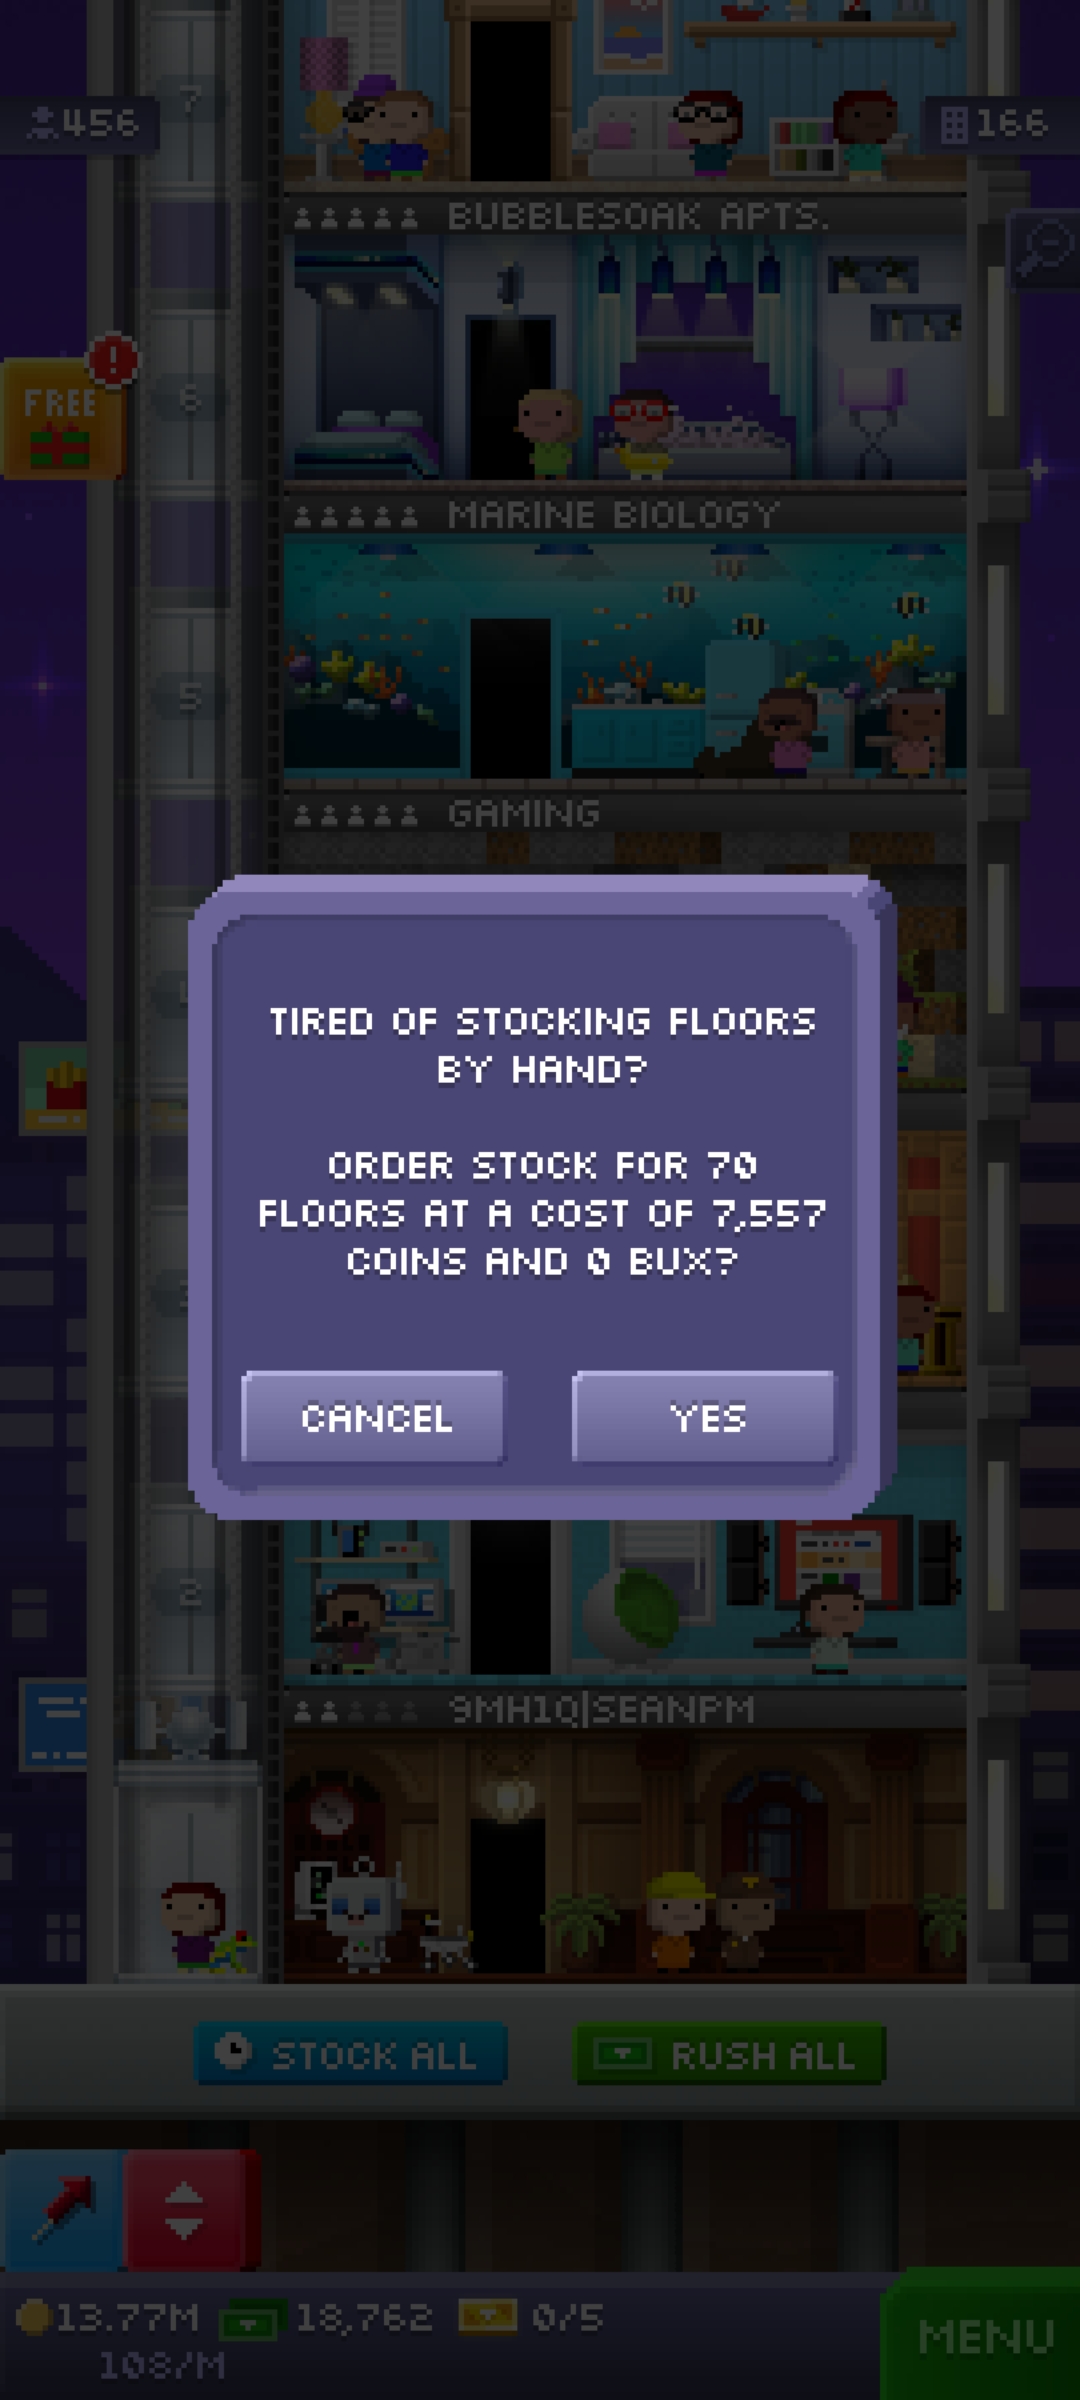 7
456
166
BUBBLESOAK APTS.
FREE
!
6
MARINE BIOLOGY
5
GAMING
TIRED OF STOCKING FLOORS
BY HAND?
ORDER STOCK FOR 70
FLOORS AT A COST OF 7,557
COINS AND 0 BUX?
CANCEL
YES
2
9MH1Q|SEANPM
STOCK ALL
RUSH ALL
13.77M
18,762
0/5
108/M
MENU